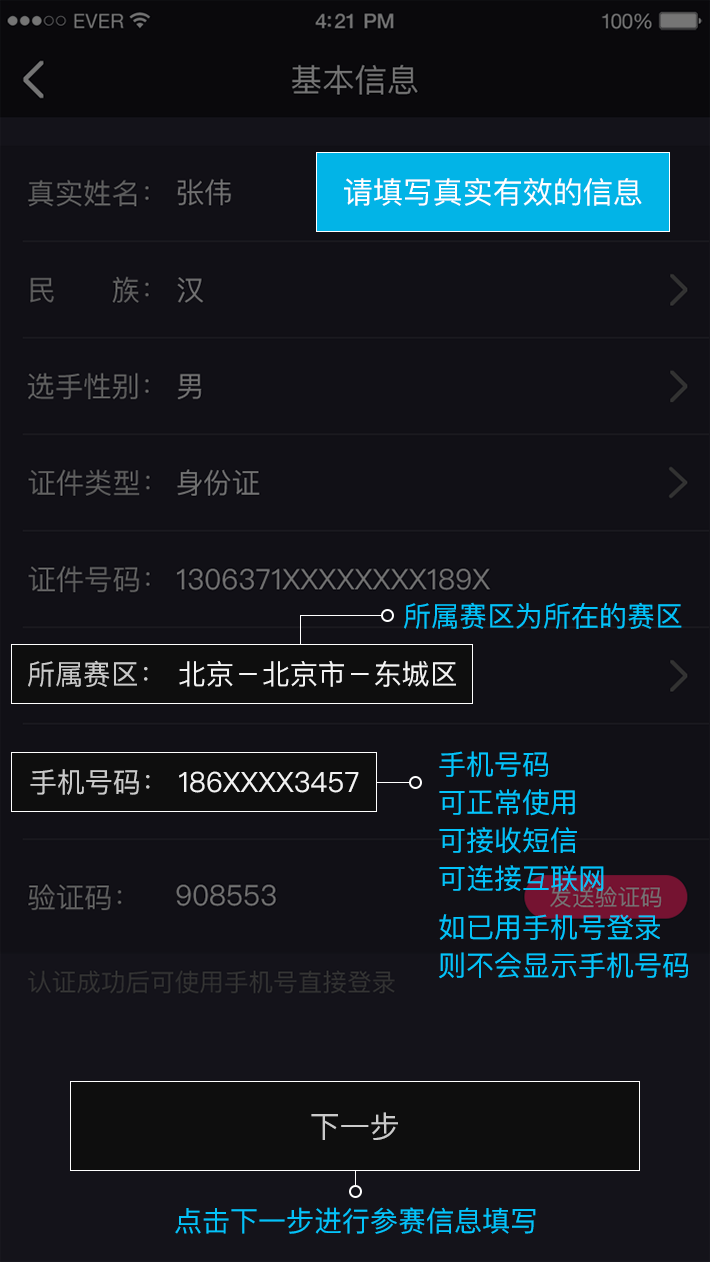 EVER 4:21 PM 100%
基本信息
真实姓名： 张伟
请填写真实有效的信息
民 族： 汉
选手性别： 男
证件类型： 身份证
证件号码： 1306371XXXXXXXX189X
所属赛区为所在的赛区
所属赛区： 北京－北京市－东城区
手机号码： 186XXXX3457
手机号码
可正常使用
可接收短信
可连接互联网
验证码： 908553
发送验证码
如已用手机号登录
则不会显示手机号码
认证成功后可使用手机号直接登录
下一步
点击下一步进行参赛信息填写